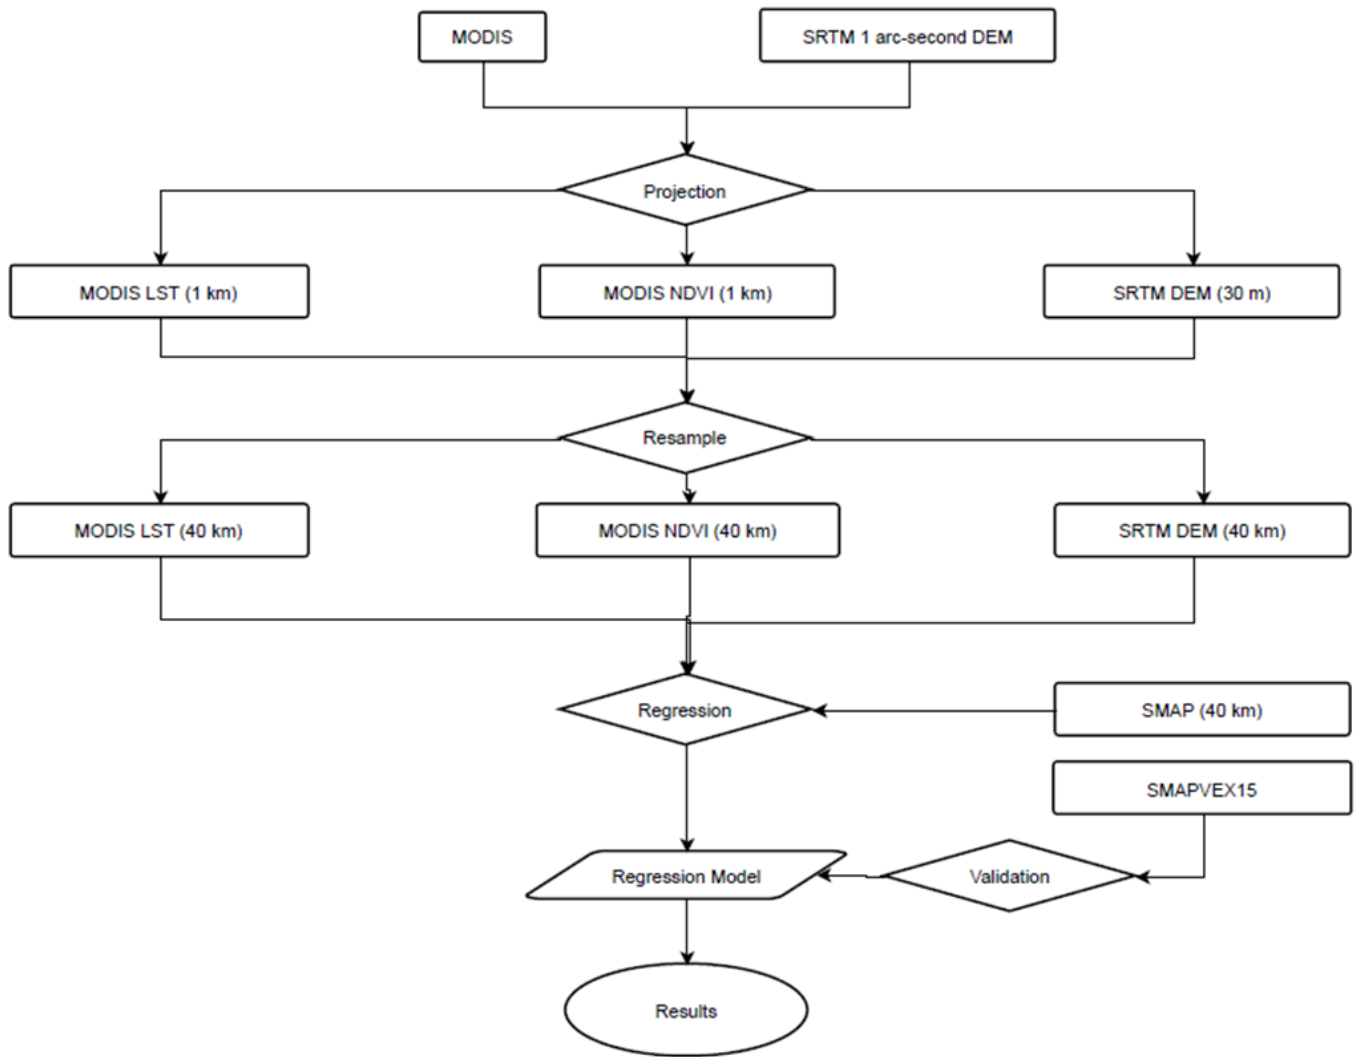 MODIS
SRTM 1 arc-second DEM
Projection
MODIS LST (1 km)
MODIS NDVI (1 km)
SRTM DEM (30 m)
Resample
MODIS LST (40 km)
MODIS NDVI (40 km)
SRTM DEM (40 km)
Regression
SMAP (40 km)
SMAPVEX15
Regression Model
Validation
Results